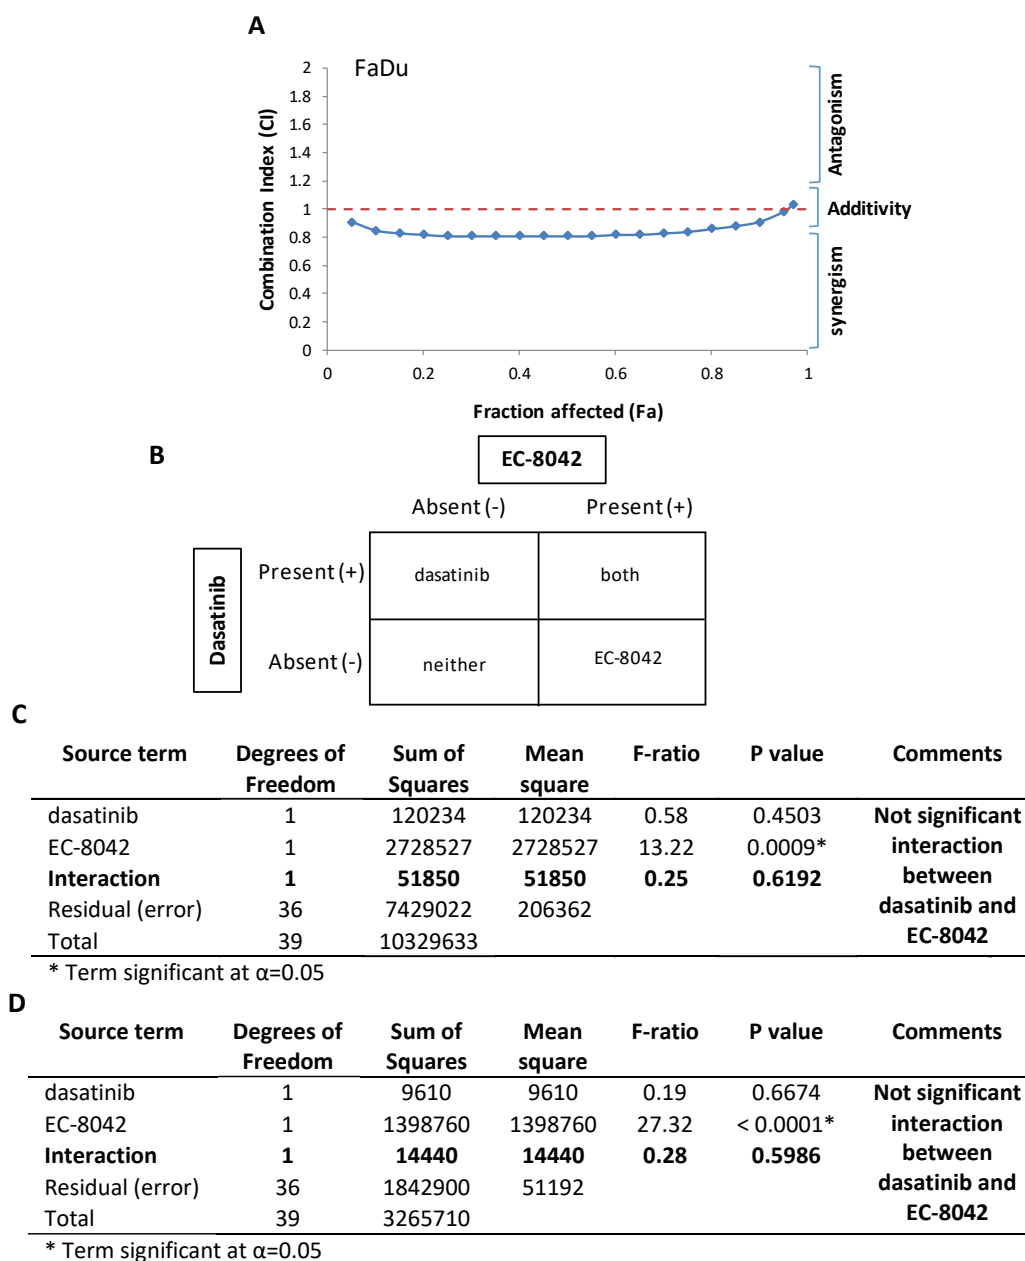 A
FaDu
Combination Index (CI)
2
1.8
1.6
1.4
1.2
1
0.8
0.6
0.4
0.2
0
0 0.2 0.4 0.6 0.8 1
Fraction affected (Fa)
Antagonism
Additivity
synergism
B
EC-8042
Absent (-) Present (+)
Dasatinib
Present (+) dasatinib both
Absent (-) neither EC-8042
C
Source term Degrees of Freedom Sum of Squares Mean square F-ratio P value Comments
dasatinib 1 120234 120234 0.58 0.4503 Not significant
EC-8042 1 2728527 2728527 13.22 0.0009* interaction
Interaction 1 51850 51850 0.25 0.6192 between
Residual (error) 36 7429022 206362 dasatinib and
Total 39 10329633 EC-8042
* Term significant at α=0.05
D
Source term Degrees of Freedom Sum of Squares Mean square F-ratio P value Comments
dasatinib 1 9610 9610 0.19 0.6674 Not significant
EC-8042 1 1398760 1398760 27.32 < 0.0001* interaction
Interaction 1 14440 14440 0.28 0.5986 between
Residual (error) 36 1842900 51192 dasatinib and
Total 39 3265710 EC-8042
* Term significant at α=0.05